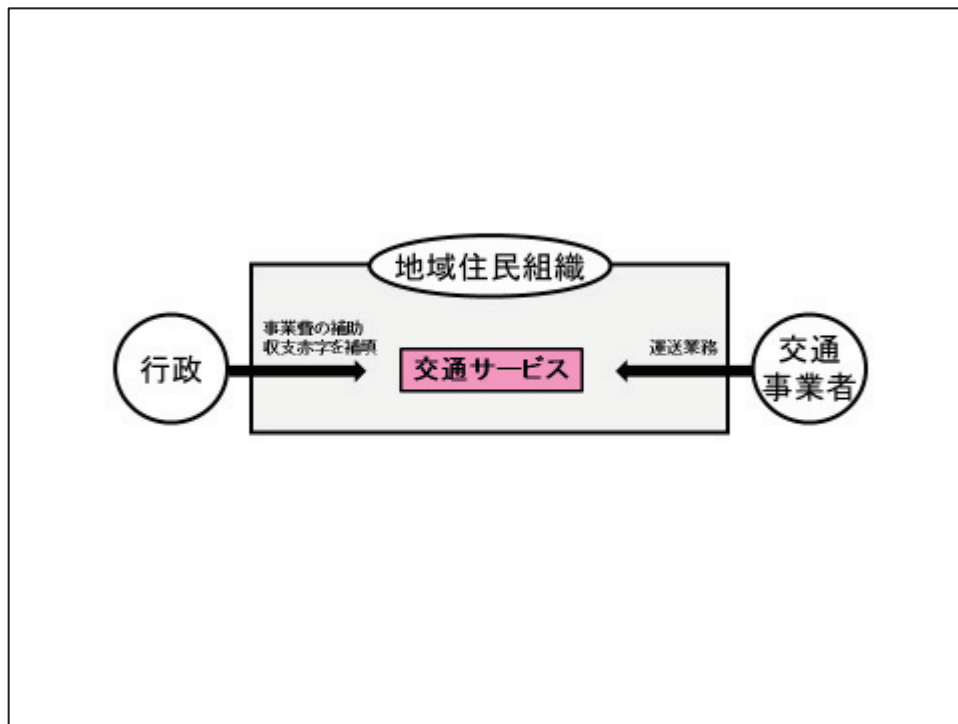 地域住民組織
事業費の補助
収支赤字を補填
行政
交通サービス
運送業務
交通
事業者